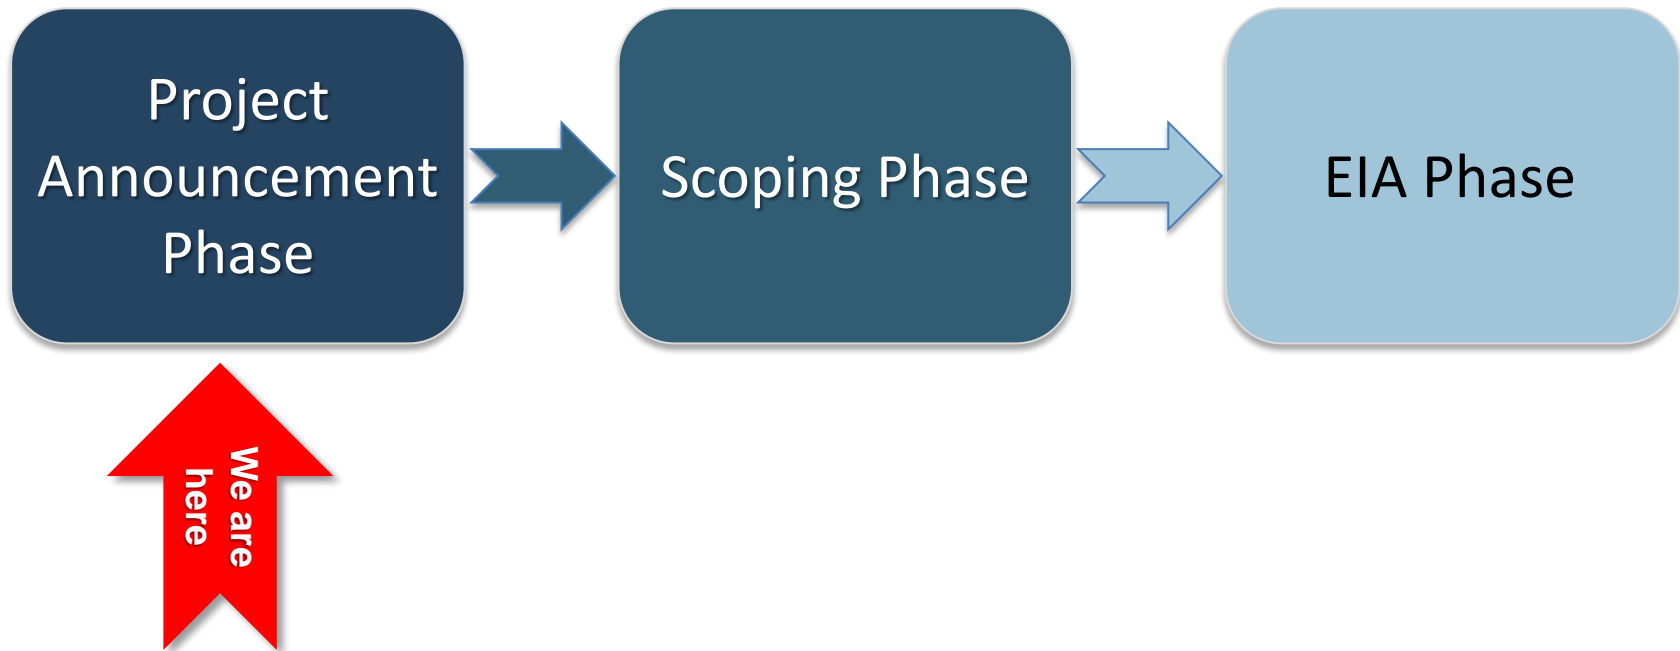 Project
Announcement
Phase
Scoping Phase
EIA Phase
We are
here